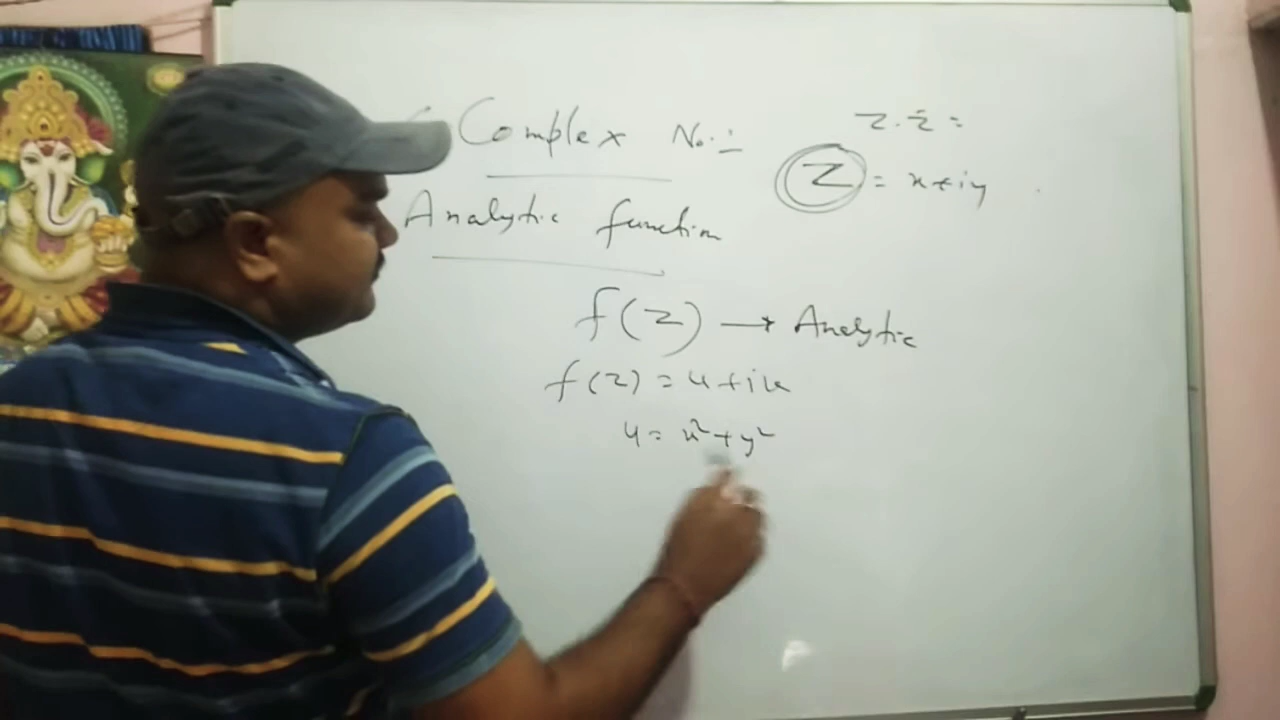 Complex No.:-
z.z̄ =
z = x+iy
Analytic function
f(z) → Analytic
f(z) = u+iv
u = x²+y²